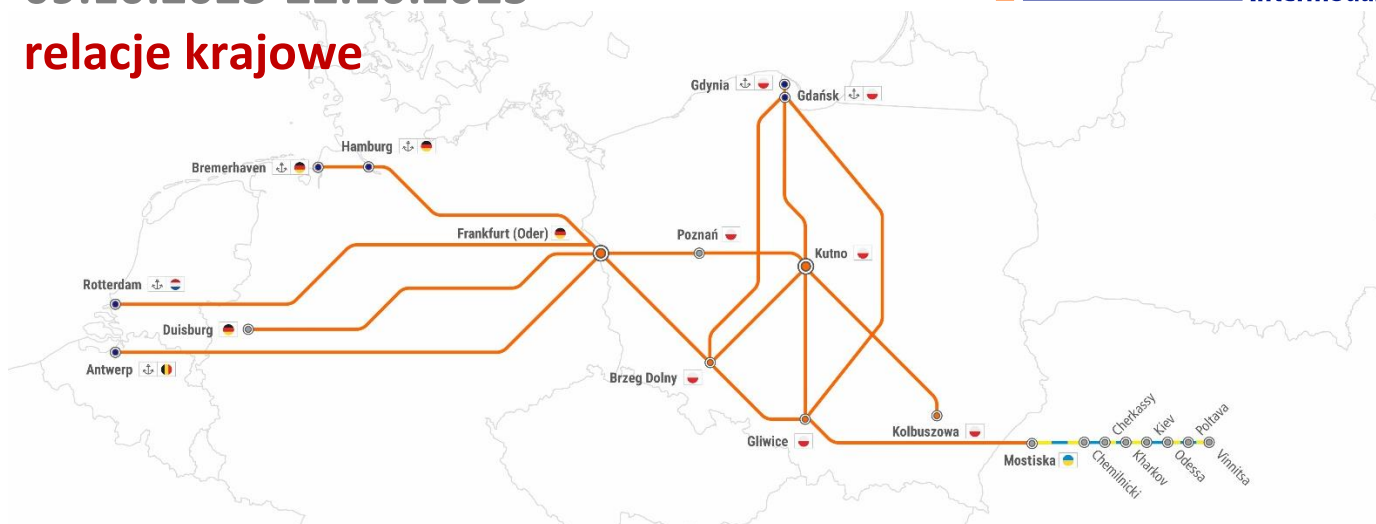 relacje krajowe
Gdynia
Gdańsk
Hamburg
Bremerhaven
Frankfurt (Oder)
Poznań
Kutno
Rotterdam
Duisburg
Antwerp
Brzeg Dolny
Gliwice
Kolbuszowa
Mostiska
Chemilnicki
Cherkassy
Kharkov
Kiev
Odessa
Poltava
Vinnitsa